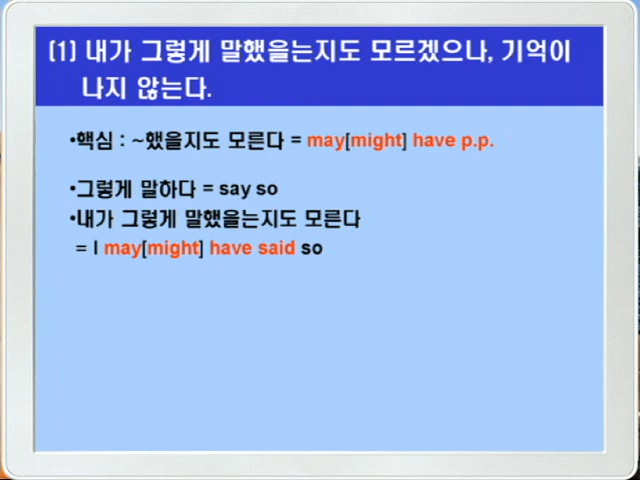 (1) 내가 그렇게 말했을는지도 모르겠으나, 기억이
나지 않는다.
•핵심 : ~했을지도 모른다 = may[might] have p.p.
•그렇게 말하다 = say so
•내가 그렇게 말했을는지도 모른다
= I may[might] have said so